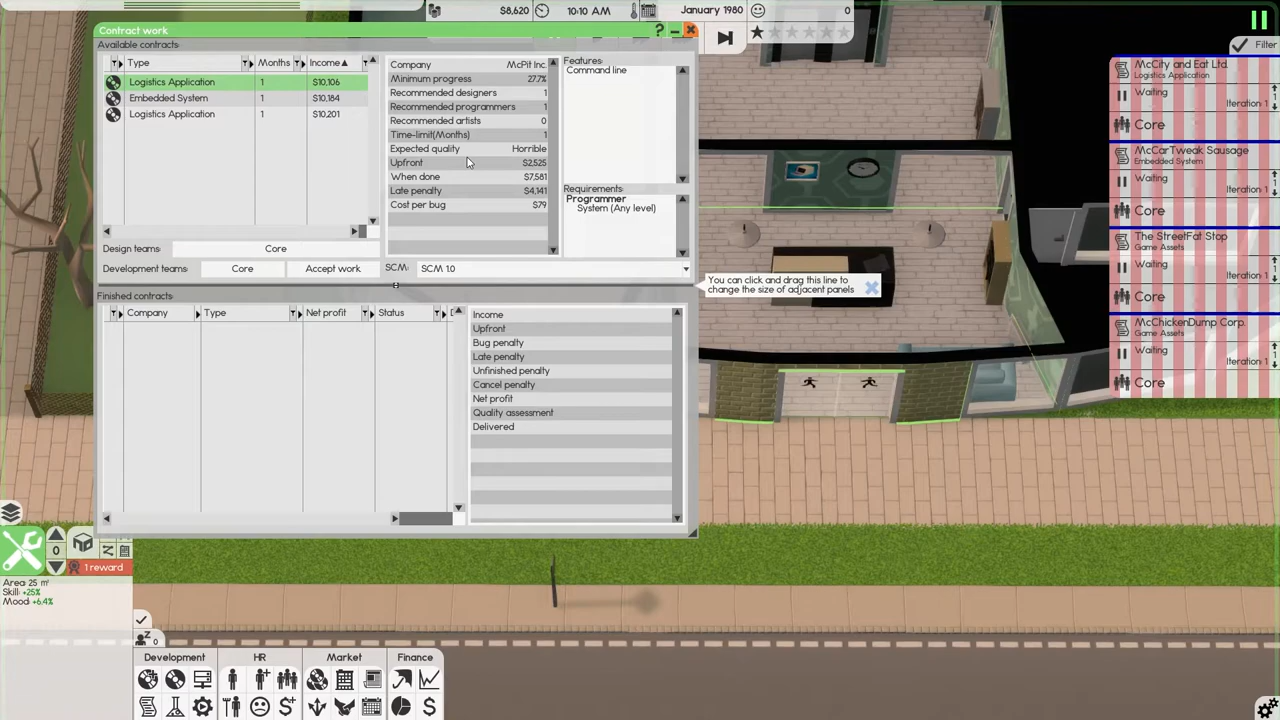 $8,620
10:10 AM
January 1980
0
Contract work
?
Available contracts:
Type
Months
Income
Logistics Application
1
$10,106
Embedded System
1
$10,184
Logistics Application
1
$10,201
Company
McPit Inc.
Minimum progress
27.7%
Recommended designers
1
Recommended programmers
1
Recommended artists
0
Time-limit(Months)
1
Expected quality
Horrible
Upfront
$2,525
When done
$7,581
Late penalty
$4,141
Cost per bug
$79
Features:
Command line
Requirements:
Programmer
System (Any level)
Design teams:
Core
Development teams:
Core
Accept work
SCM:
SCM 1.0
You can click and drag this line to
change the size of adjacent panels
Finished contracts:
Company
Type
Net profit
Status
Income
Upfront
Bug penalty
Late penalty
Unfinished penalty
Cancel penalty
Net profit
Quality assessment
Delivered
Filter
McCity and Eat Ltd.
Logistics Application
Waiting
1
Iteration 1
Core
McCarTweak Sausage
Embedded System
Waiting
1
Iteration 1
Core
The StreetFat Stop
Game Assets
Waiting
1
Iteration 1
Core
McChickenDump Corp.
Game Assets
Waiting
1
Iteration 1
Core
0
1 reward
Area: 25 m²
Skill: +25%
Mood: +6.4%
0
Development
HR
Market
Finance